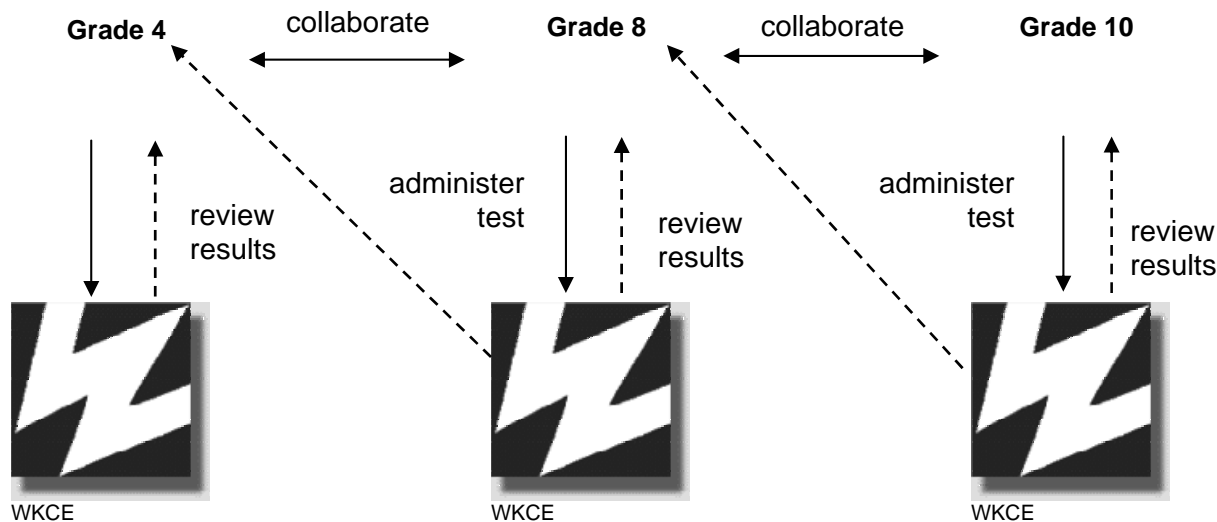 Grade 4
collaborate
Grade 8
collaborate
Grade 10
review
results
administer
test
review
results
administer
test
review
results
WKCE
WKCE
WKCE